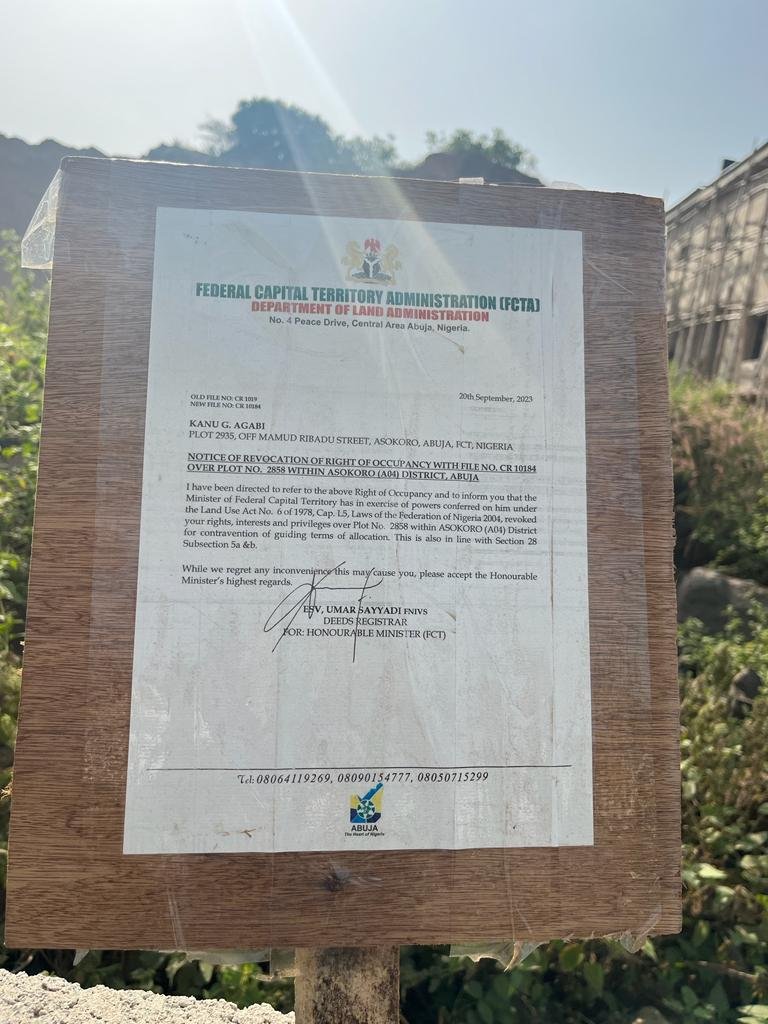 FEDERAL CAPITAL TERRITORY ADMINISTRATION (FCTA)
DEPARTMENT OF LAND ADMINISTRATION
No. 4 Peace Drive, Central Area Abuja, Nigeria.
OLD FILE NO: CR 1019
NEW FILE NO: CR 10184
20th September, 2023
KANU G. AGABI
PLOT 2935, OFF MAMUD RIBADU STREET, ASOKORO, ABUJA, FCT, NIGERIA
NOTICE OF REVOCATION OF RIGHT OF OCCUPANCY WITH FILE NO. CR 10184
OVER PLOT NO. 2858 WITHIN ASOKORO (A04) DISTRICT, ABUJA
I have been directed to refer to the above Right of Occupancy and to inform you that the
Minister of Federal Capital Territory has in exercise of powers conferred on him under
the Land Use Act No. 6 of 1978, Cap. L5, Laws of the Federation of Nigeria 2004, revoked
your rights, interests and privileges over Plot No. 2858 within ASOKORO (A04) District
for contravention of guiding terms of allocation. This is also in line with Section 28
Subsection 5a &b.
While we regret any inconvenience this may cause you, please accept the Honourable
Minister's highest regards.
ESV, UMAR SAYYADI FNIVS
DEEDS REGISTRAR
FOR: HONOURABLE MINISTER (FCT)
Tel: 08064119269, 08090154777, 08050715299
ABUJA
The Heart of Nigeria